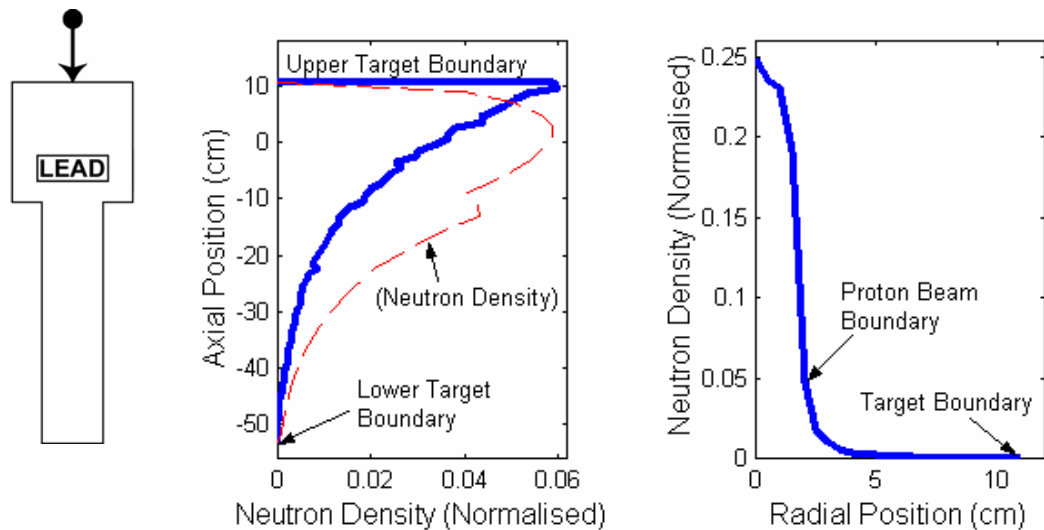 LEAD
Upper Target Boundary
10
0
-10
-20
-30
-40
-50
Axial Position (cm)
(Neutron Density)
Lower Target
Boundary
0
0.02
0.04
0.06
Neutron Density (Normalised)
0.25
0.2
0.15
0.1
0.05
0
Neutron Density (Normalised)
Proton Beam
Boundary
Target Boundary
0
5
10
Radial Position (cm)